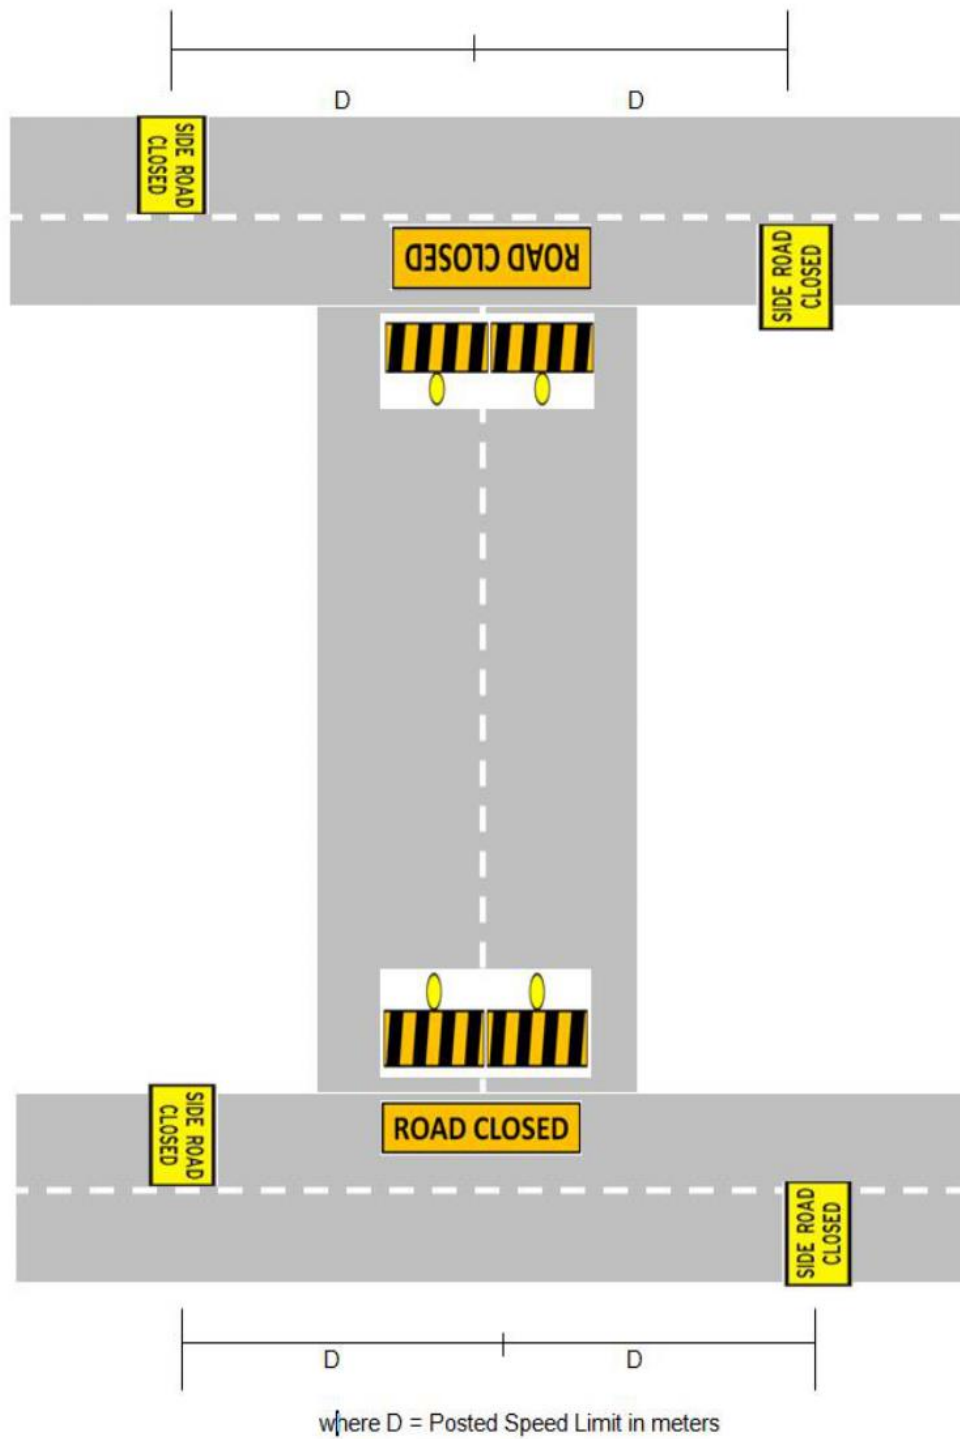 D
D
SIDE ROAD
CLOSED
ROAD CLOSED
SIDE ROAD
CLOSED
ROAD CLOSED
SIDE ROAD
CLOSED
SIDE ROAD
CLOSED
D
D
where D = Posted Speed Limit in meters